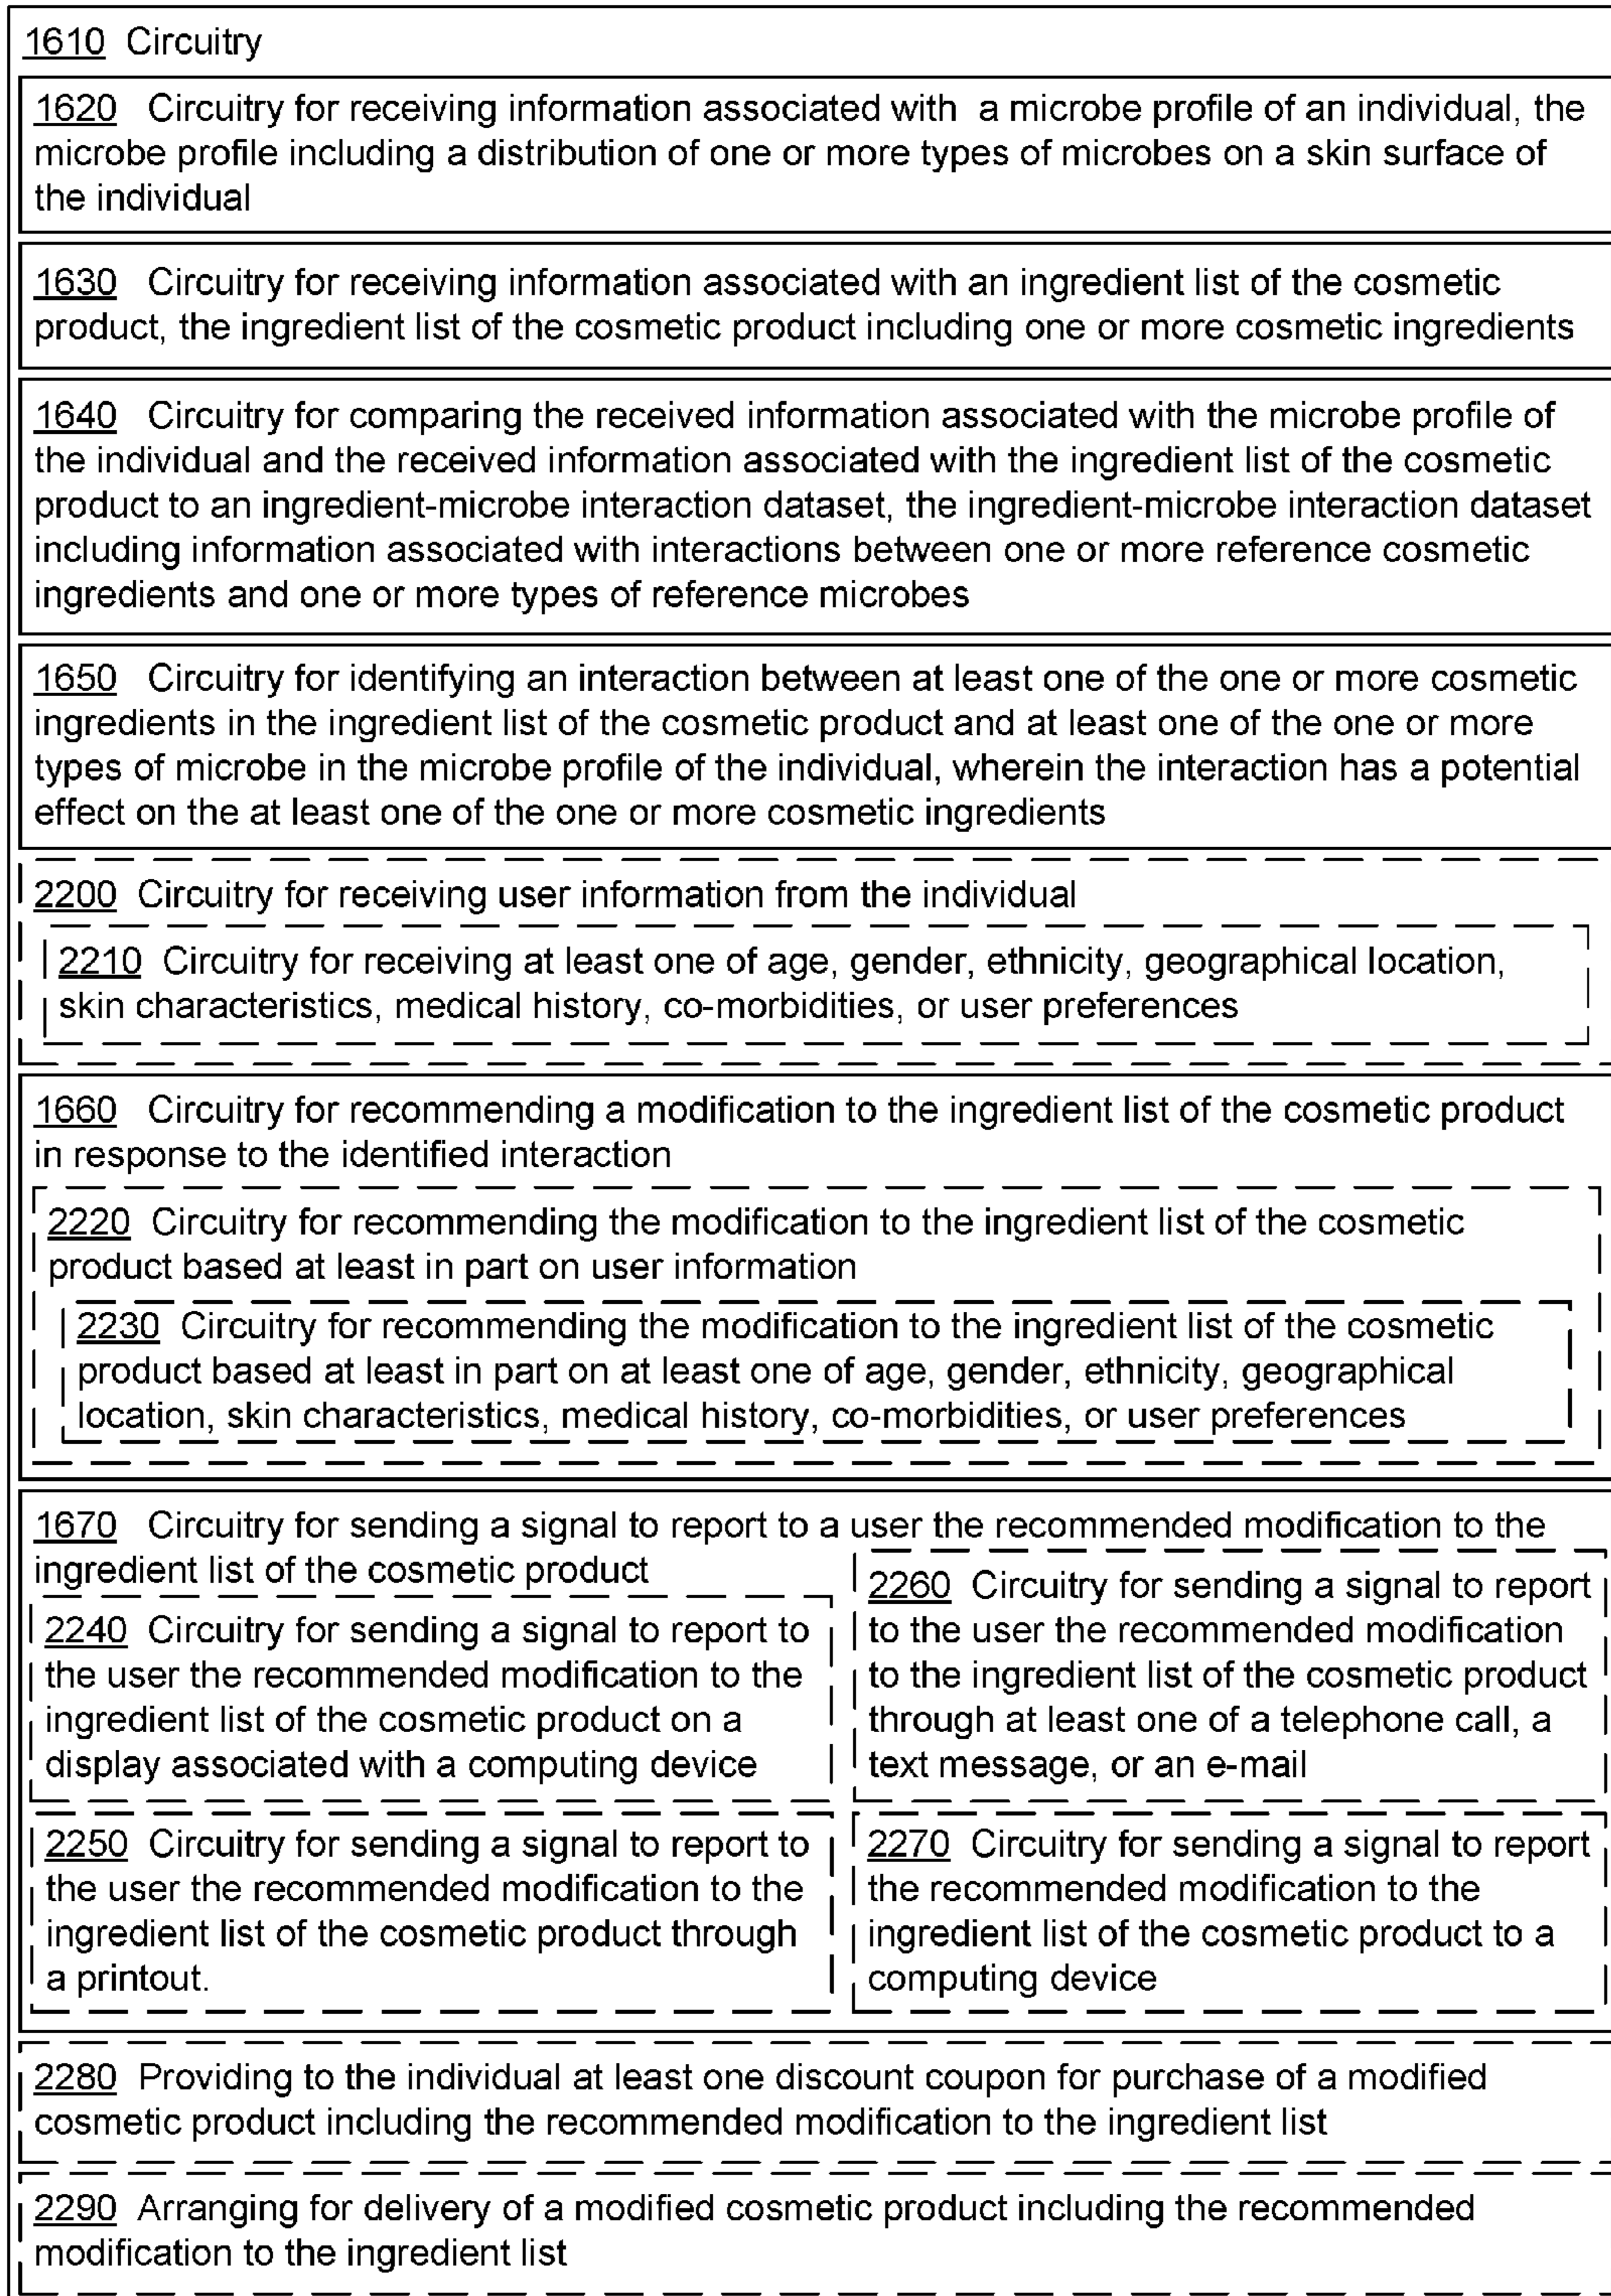 1610 Circuitry
1620 Circuitry for receiving information associated with a microbe profile of an individual, the
microbe profile including a distribution of one or more types of microbes on a skin surface of
the individual
1630 Circuitry for receiving information associated with an ingredient list of the cosmetic
product, the ingredient list of the cosmetic product including one or more cosmetic ingredients
1640 Circuitry for comparing the received information associated with the microbe profile of
the individual and the received information associated with the ingredient list of the cosmetic
product to an ingredient-microbe interaction dataset, the ingredient-microbe interaction dataset
including information associated with interactions between one or more reference cosmetic
ingredients and one or more types of reference microbes
1650 Circuitry for identifying an interaction between at least one of the one or more cosmetic
ingredients in the ingredient list of the cosmetic product and at least one of the one or more
types of microbe in the microbe profile of the individual, wherein the interaction has a potential
effect on the at least one of the one or more cosmetic ingredients
2200 Circuitry for receiving user information from the individual
2210 Circuitry for receiving at least one of age, gender, ethnicity, geographical location,
skin characteristics, medical history, co-morbidities, or user preferences
1660 Circuitry for recommending a modification to the ingredient list of the cosmetic product
in response to the identified interaction
2220 Circuitry for recommending the modification to the ingredient list of the cosmetic
product based at least in part on user information
2230 Circuitry for recommending the modification to the ingredient list of the cosmetic
product based at least in part on at least one of age, gender, ethnicity, geographical
location, skin characteristics, medical history, co-morbidities, or user preferences
1670 Circuitry for sending a signal to report to a user the recommended modification to the
ingredient list of the cosmetic product
2240 Circuitry for sending a signal to report to
the user the recommended modification to the
ingredient list of the cosmetic product on a
display associated with a computing device
2250 Circuitry for sending a signal to report to
the user the recommended modification to the
ingredient list of the cosmetic product through
a printout.
2260 Circuitry for sending a signal to report
to the user the recommended modification
to the ingredient list of the cosmetic product
through at least one of a telephone call, a
text message, or an e-mail
2270 Circuitry for sending a signal to report
the recommended modification to the
ingredient list of the cosmetic product to a
computing device
2280 Providing to the individual at least one discount coupon for purchase of a modified
cosmetic product including the recommended modification to the ingredient list
2290 Arranging for delivery of a modified cosmetic product including the recommended
modification to the ingredient list